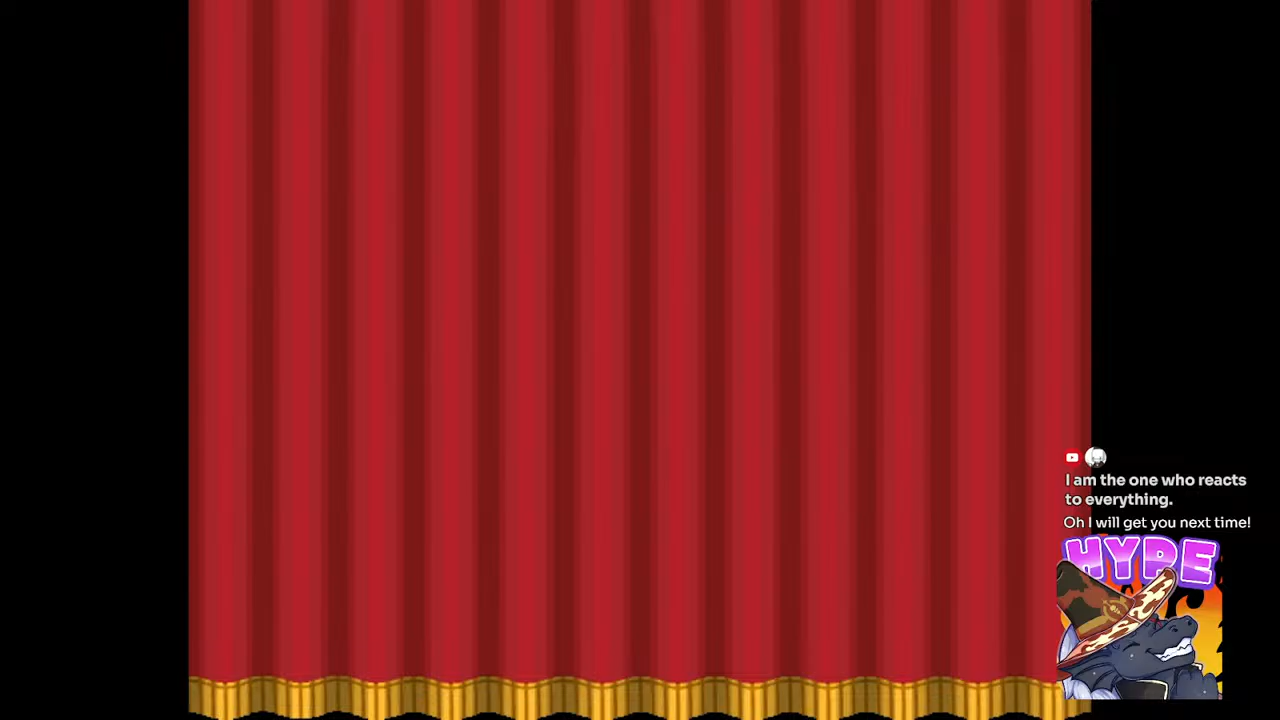 I am the one who reacts
to everything.
Oh I will get you next time!
HYPE